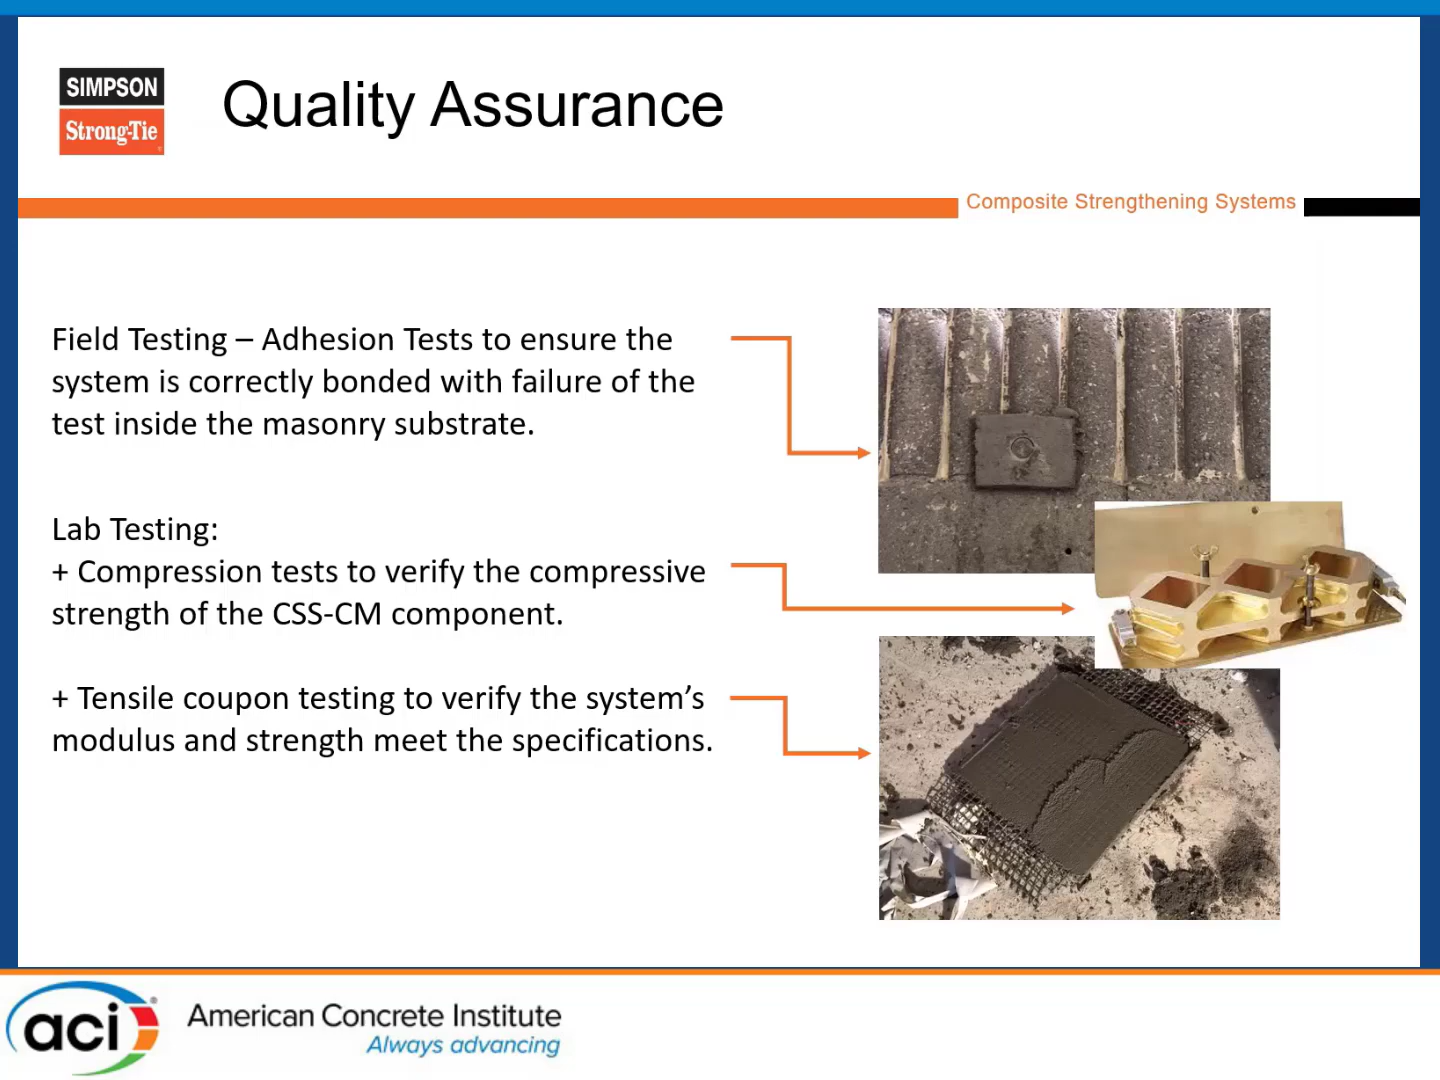 SIMPSON
Strong-Tie
Quality Assurance
Composite Strengthening Systems
Field Testing – Adhesion Tests to ensure the
system is correctly bonded with failure of the
test inside the masonry substrate.
Lab Testing:
+ Compression tests to verify the compressive
strength of the CSS-CM component.
+ Tensile coupon testing to verify the system’s
modulus and strength meet the specifications.
aci®
American Concrete Institute
Always advancing